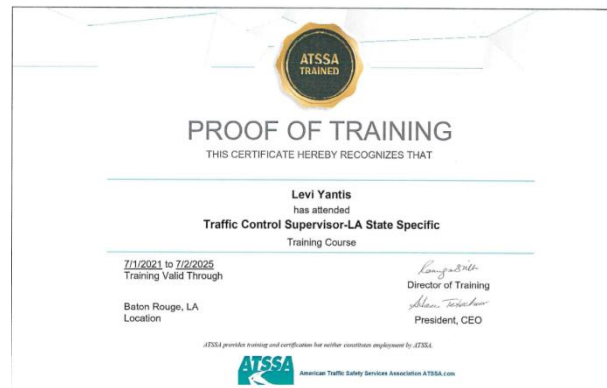 ATSSA
TRAINED
PROOF OF TRAINING
THIS CERTIFICATE HEREBY RECOGNIZES THAT
Levi Yantis
has attended
Traffic Control Supervisor-LA State Specific
Training Course
7/1/2021 to 7/2/2025
Training Valid Through
Director of Training
Baton Rouge, LA
Location
President, CEO
ATSSA provides training and certification but neither constitutes employment by ATSSA.
ATSSA
American Traffic Safety Services Association ATSSA.com